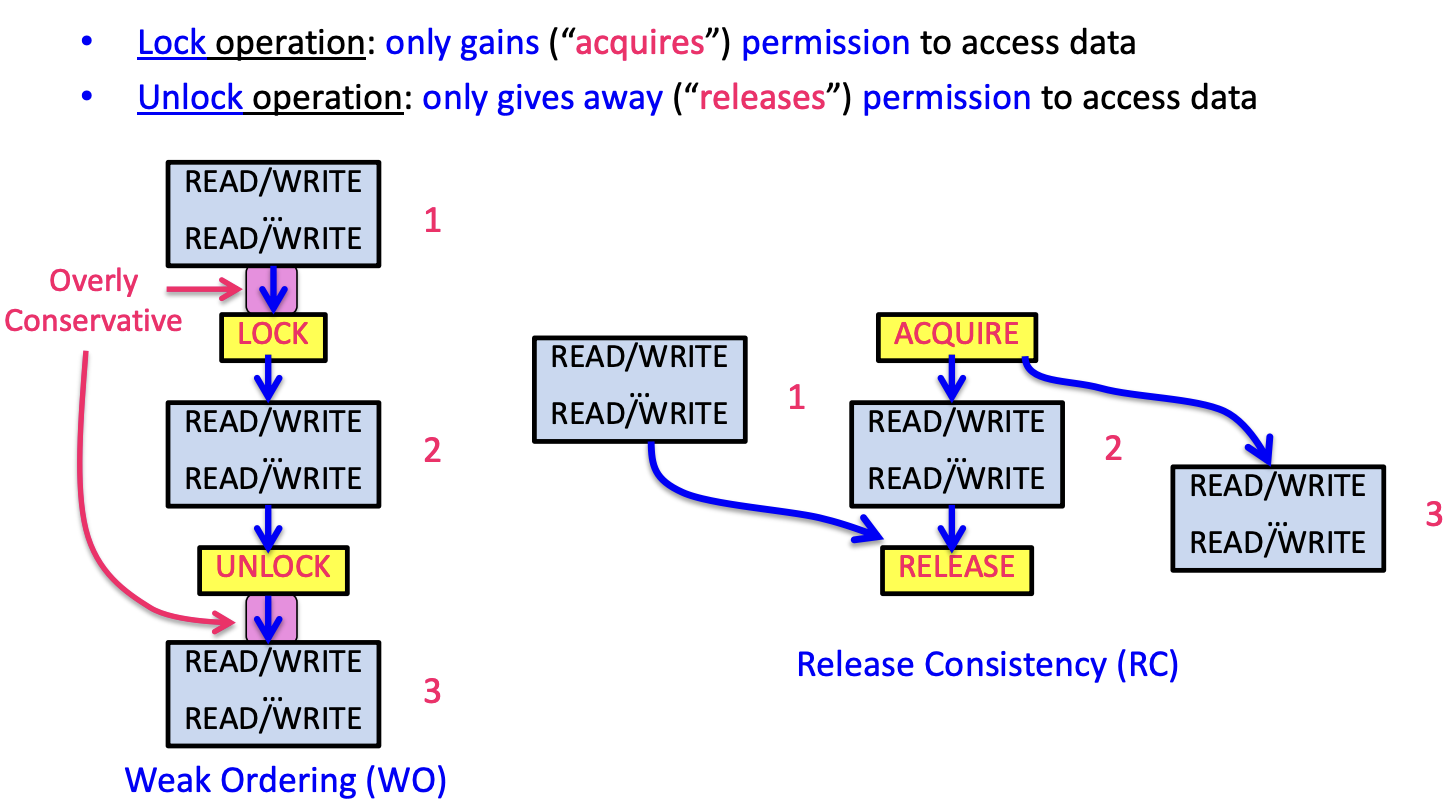 • Lock operation: only gains (“acquires”) permission to access data
• Unlock operation: only gives away (“releases”) permission to access data
READ/WRITE
...
READ/WRITE
1
Overly
Conservative
LOCK
READ/WRITE
...
READ/WRITE
2
UNLOCK
READ/WRITE
...
READ/WRITE
3
Weak Ordering (WO)
READ/WRITE
...
READ/WRITE
1
ACQUIRE
READ/WRITE
...
READ/WRITE
2
RELEASE
READ/WRITE
...
READ/WRITE
3
Release Consistency (RC)